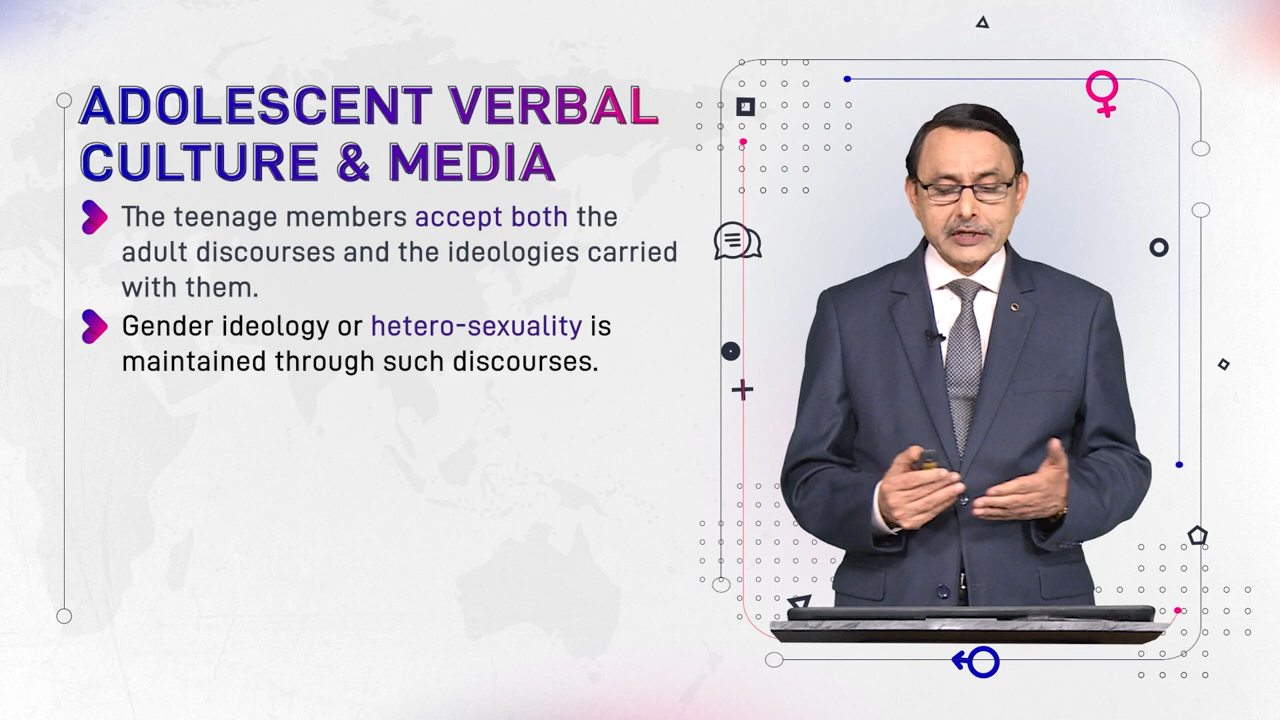 ADOLESCENT VERBAL
CULTURE & MEDIA
The teenage members accept both the
adult discourses and the ideologies carried
with them.
Gender ideology or hetero-sexuality is
maintained through such discourses.